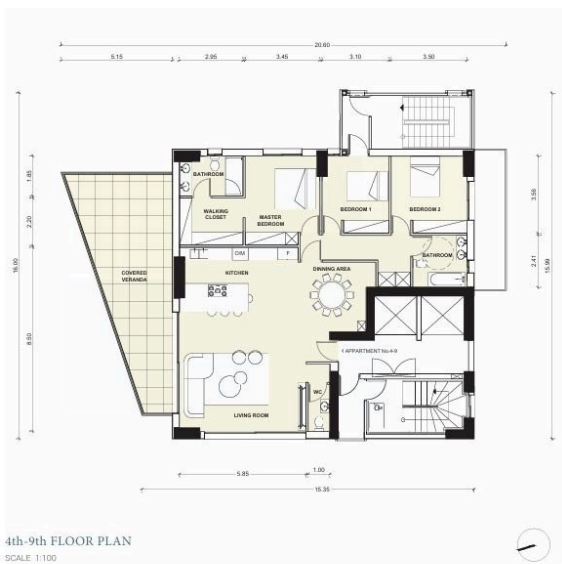 20.60
5.15
2.95
3.45
3.10
3.50
1.85
2.20
8.50
16.00
3.58
2.41
15.99
BATHROOM
WALKING
CLOSET
MASTER
BEDROOM
BEDROOM 1
BEDROOM 2
BATHROOM
COVERED
VERANDA
KITCHEN
D/M
F
DINNING AREA
1 APPARTMENT No.4-9
WC
LIVING ROOM
5.85
1.00
15.35
4th-9th FLOOR PLAN
SCALE 1:100